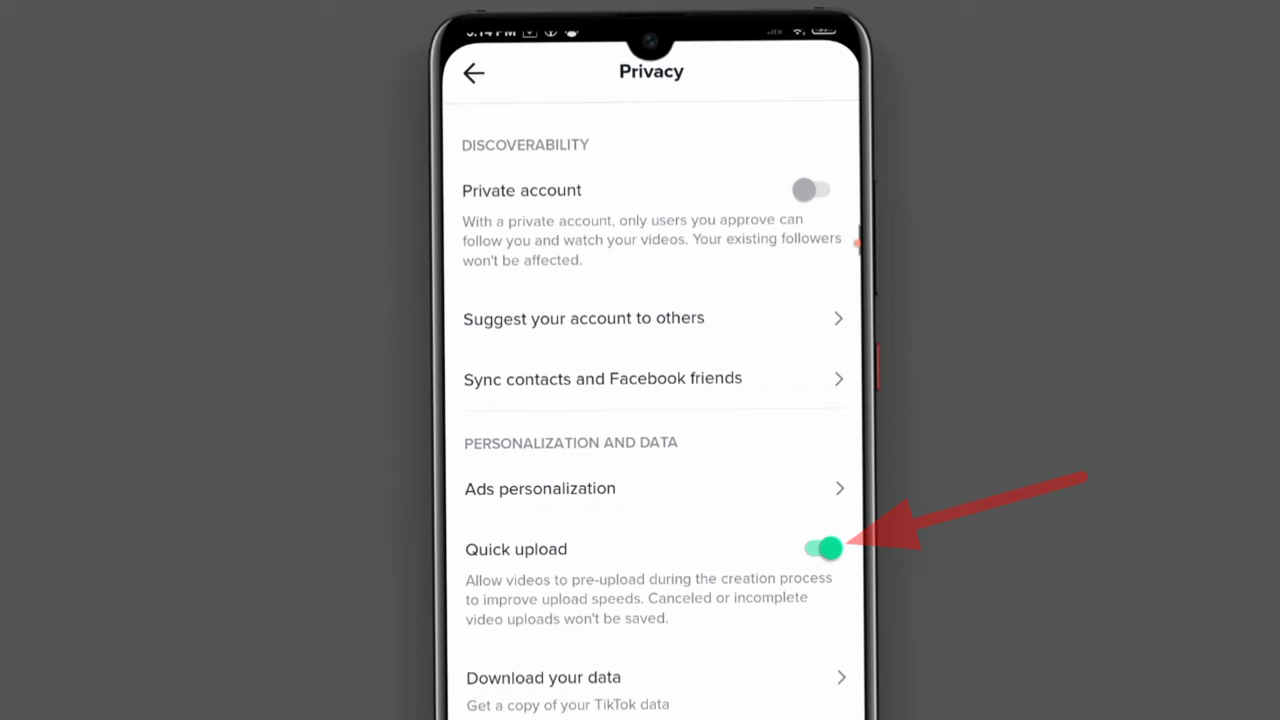 Privacy
DISCOVERABILITY
Private account
With a private account, only users you approve can
follow you and watch your videos. Your existing followers
won't be affected.
Suggest your account to others
Sync contacts and Facebook friends
PERSONALIZATION AND DATA
Ads personalization
Quick upload
Allow videos to pre-upload during the creation process
to improve upload speeds. Canceled or incomplete
video uploads won't be saved.
Download your data
Get a copy of your TikTok data